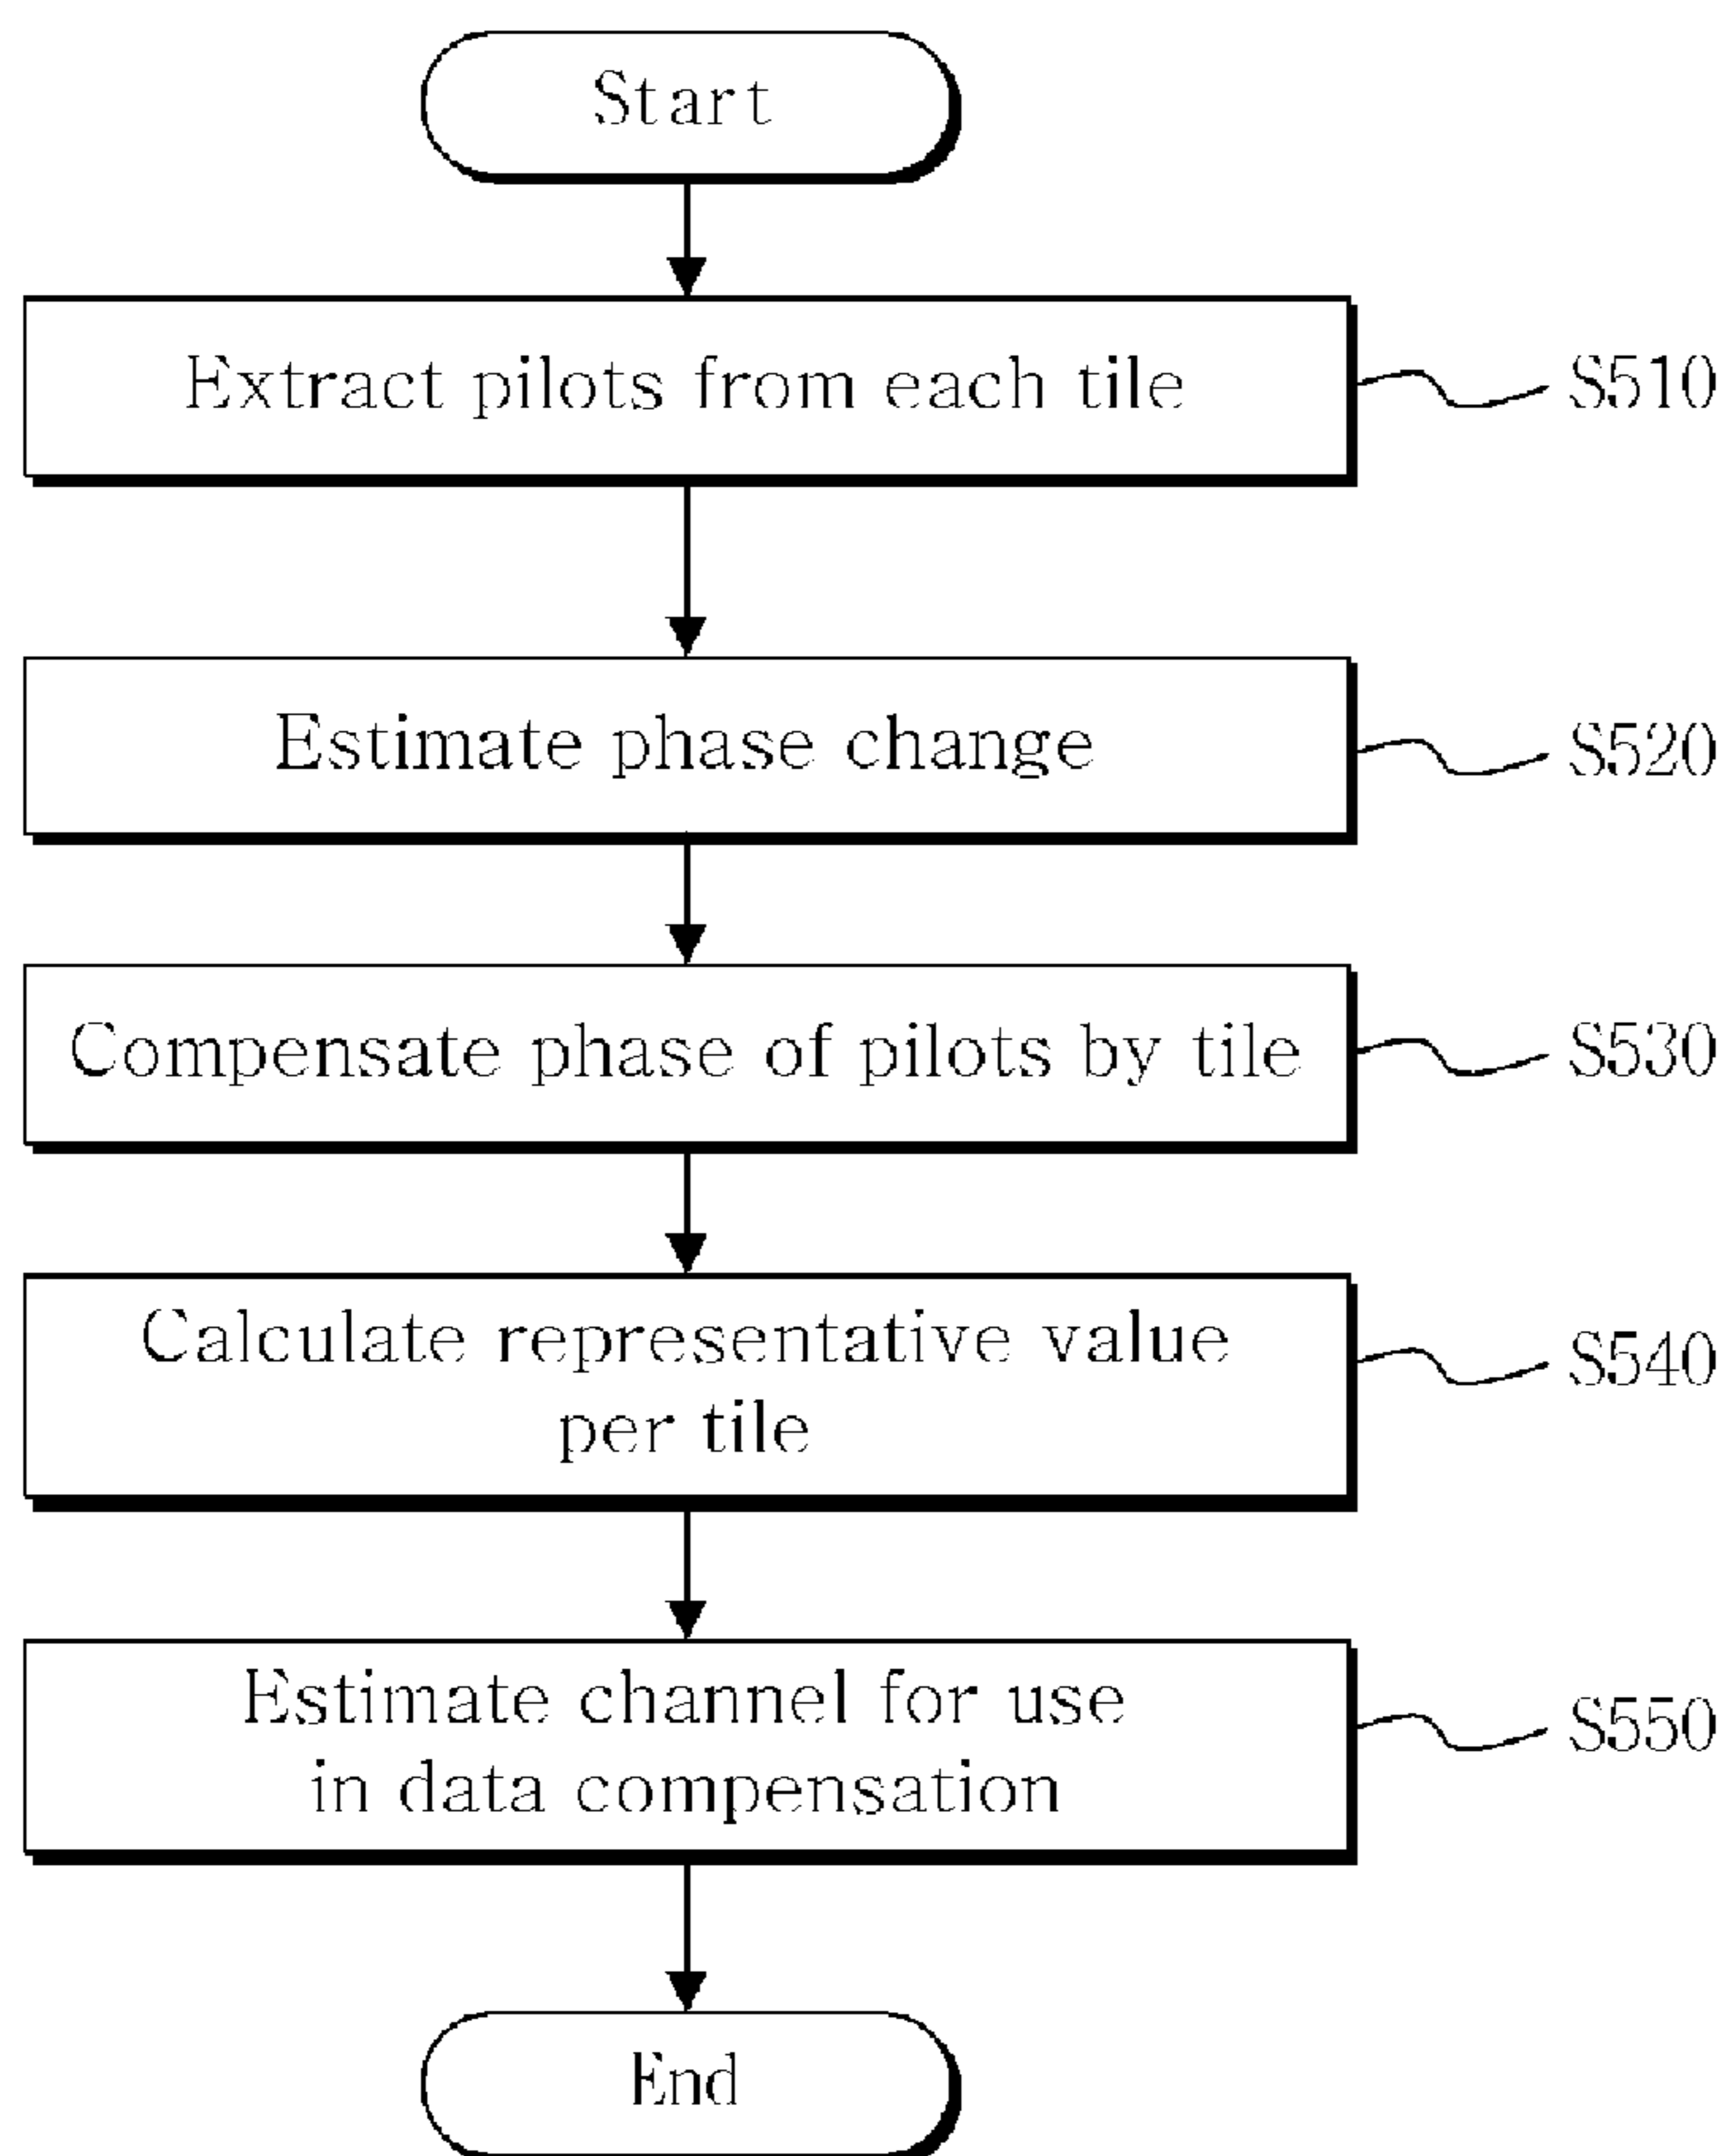 Start
Extract pilots from each tile
S510
Estimate phase change
S520
Compensate phase of pilots by tile
S530
Calculate representative value
per tile
S540
Estimate channel for use
in data compensation
S550
End